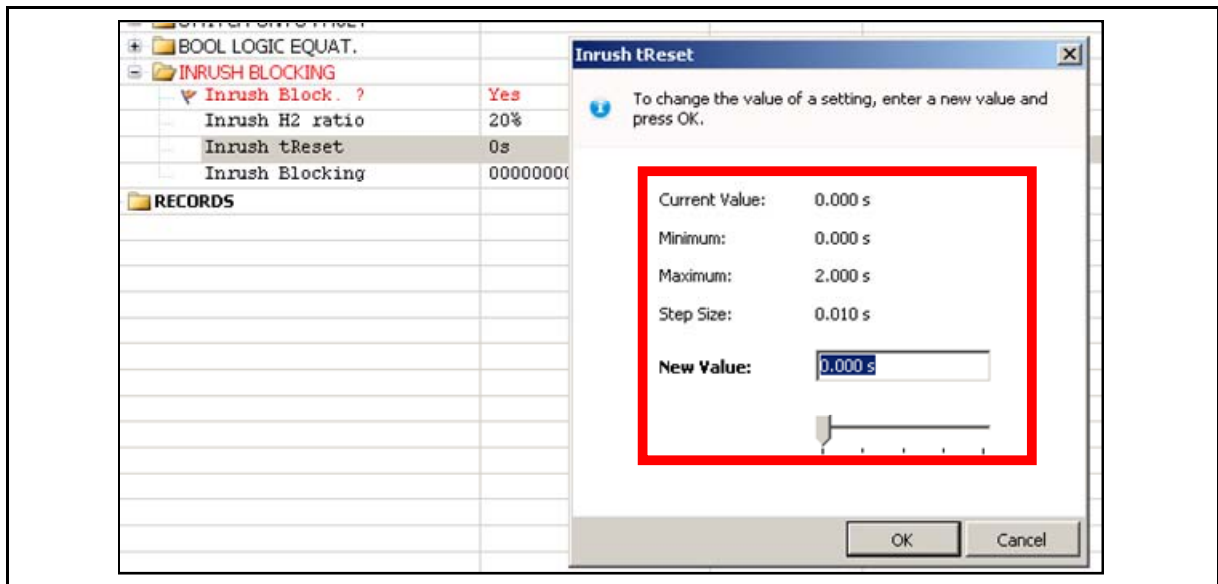 BOOL LOGIC EQUAT.
INRUSH BLOCKING
Inrush Block. ? Yes
Inrush H2 ratio 20%
Inrush tReset 0s
Inrush Blocking
RECORDS
Inrush tReset
To change the value of a setting, enter a new value and
press OK.
Current Value: 0.000 s
Minimum: 0.000 s
Maximum: 2.000 s
Step Size: 0.010 s
New Value: 0.000 s
OK Cancel